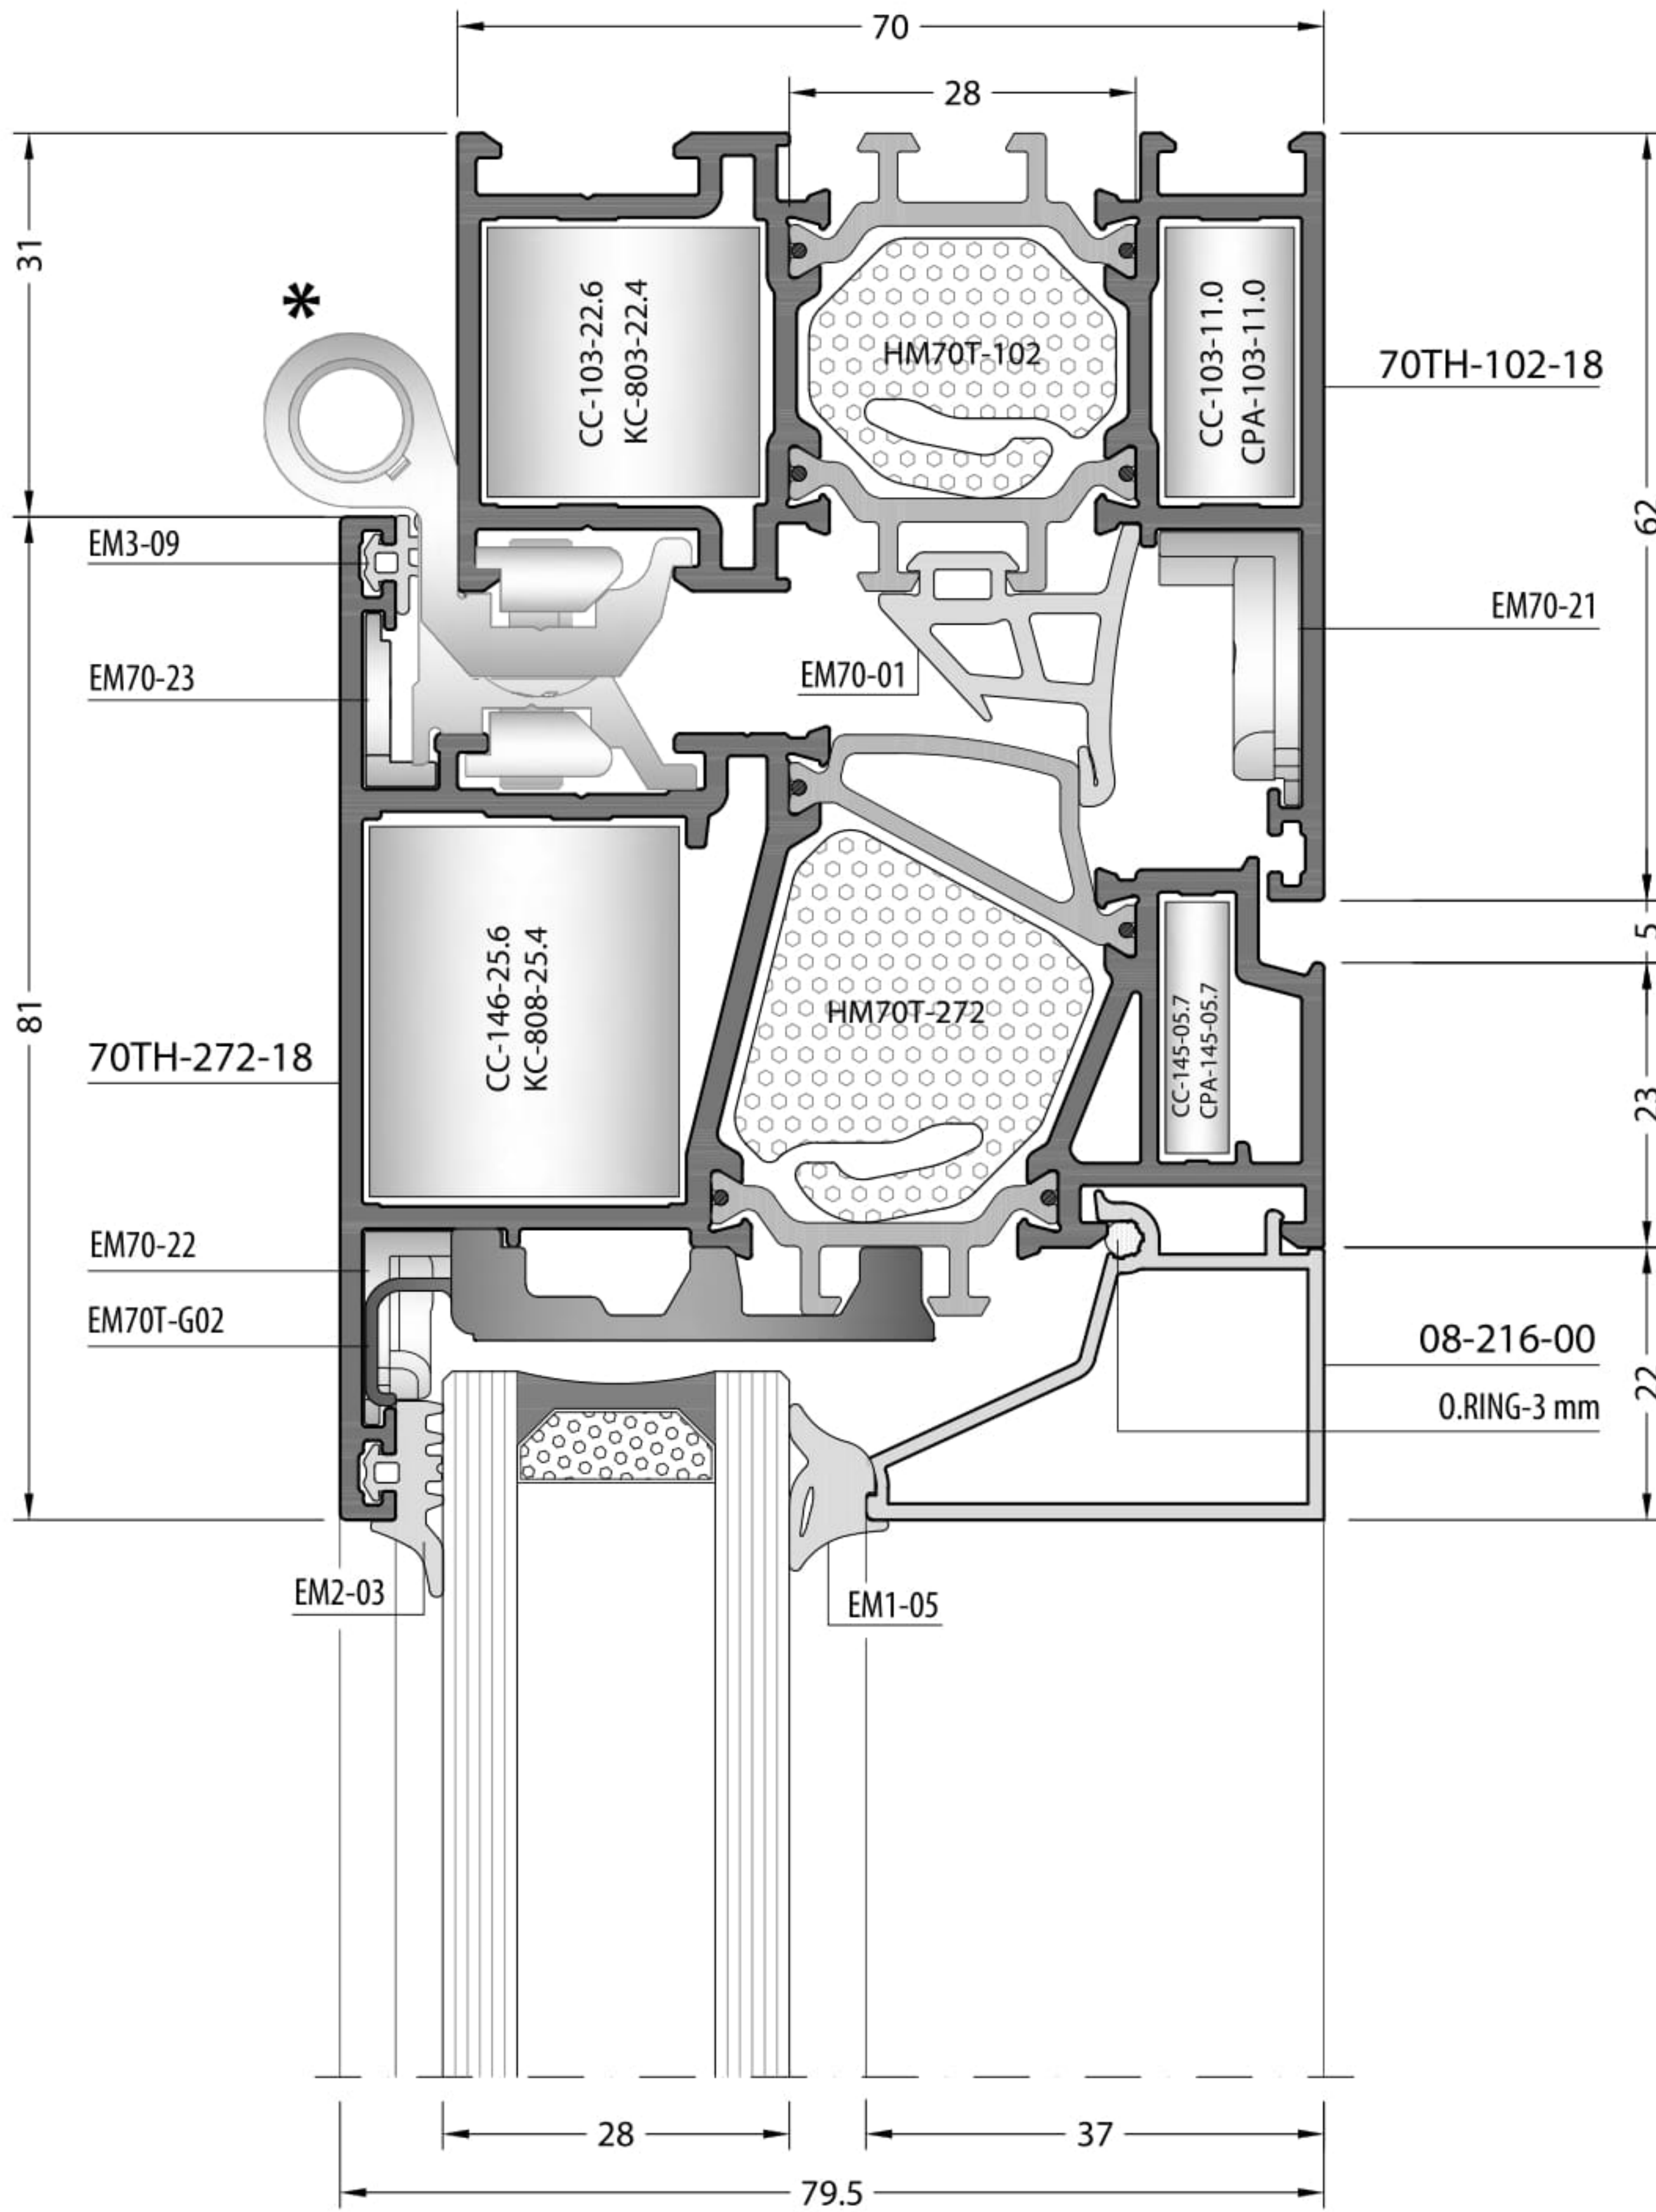 70
28
31
*
CC-103-22.6
KC-803-22.4
HM70T-102
CC-103-11.0
CPA-103-11.0
70TH-102-18
62
EM3-09
EM70-21
EM70-23
EM70-01
5
81
CC-146-25.6
KC-808-25.4
HM70T-272
CC-145-05.7
CPA-145-05.7
70TH-272-18
23
EM70-22
EM70T-G02
08-216-00
22
O.RING-3 mm
EM2-03
EM1-05
28
37
79.5